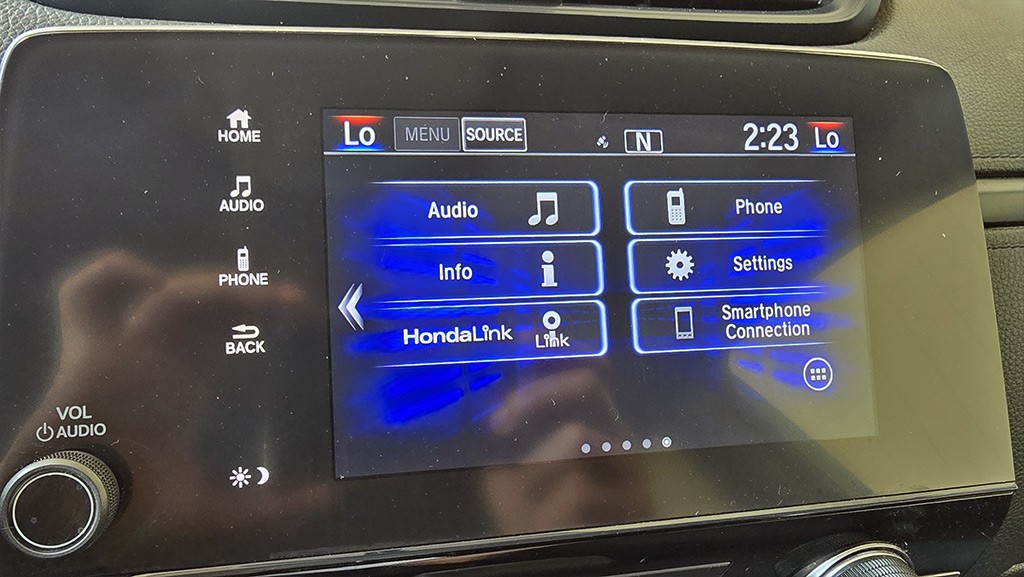 HOME
AUDIO
PHONE
BACK
VOL
AUDIO
Lo MENU SOURCE N 2:23 Lo
Audio
Phone
Info
Settings
HondaLink Link
Smartphone
Connection